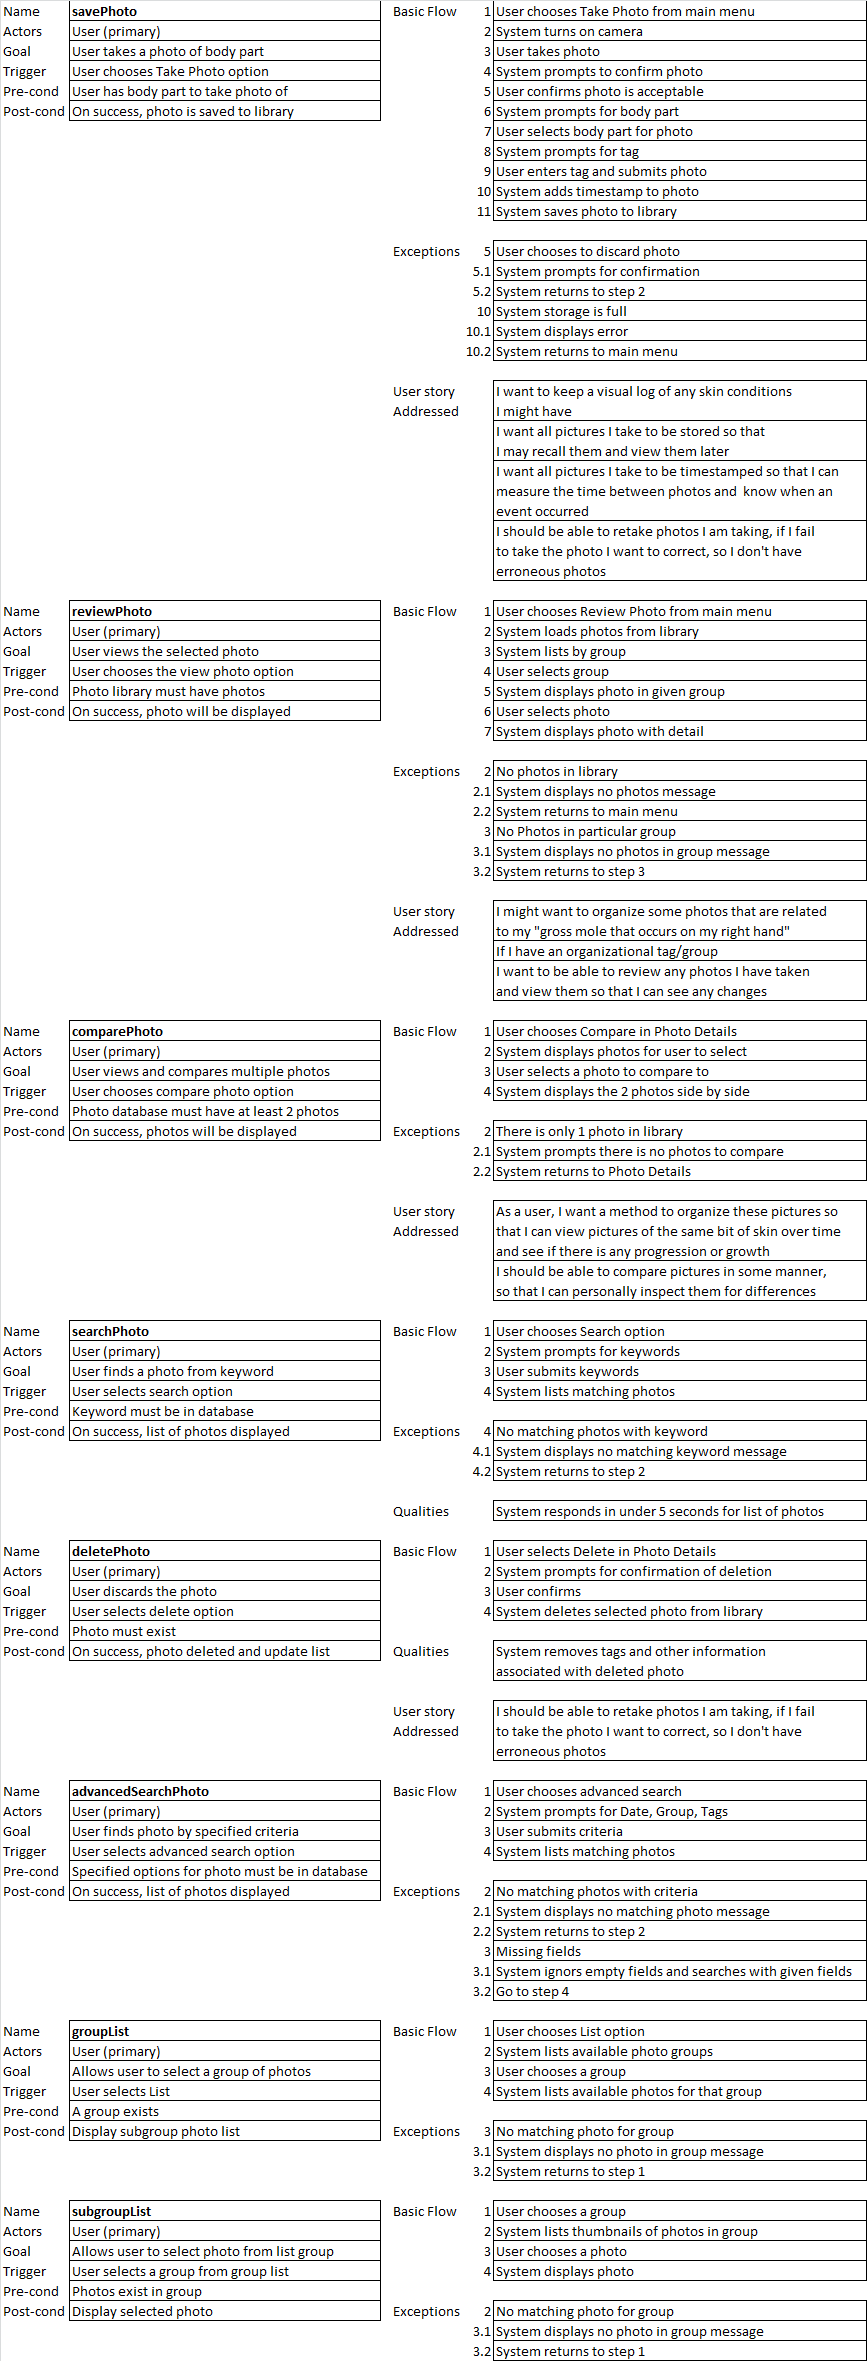 Name savePhoto Basic Flow 1 User chooses Take Photo from main menu
Actors User (primary) 2 System turns on camera
Goal User takes a photo of body part 3 User takes photo
Trigger User chooses Take Photo option 4 System prompts to confirm photo
Pre-cond User has body part to take photo of 5 User confirms photo is acceptable
Post-cond On success, photo is saved to library 6 System prompts for body part
7 User selects body part for photo
8 System prompts for tag
9 User enters tag and submits photo
10 System adds timestamp to photo
11 System saves photo to library
Exceptions 5 User chooses to discard photo
5.1 System prompts for confirmation
5.2 System returns to step 2
10 System storage is full
10.1 System displays error
10.2 System returns to main menu
User story I want to keep a visual log of any skin conditions
Addressed I might have
I want all pictures I take to be stored so that
I may recall them and view them later
I want all pictures I take to be timestamped so that I can
measure the time between photos and know when an
event occurred
I should be able to retake photos I am taking, if I fail
to take the photo I want to correct, so I don't have
erroneous photos
Name reviewPhoto Basic Flow 1 User chooses Review Photo from main menu
Actors User (primary) 2 System loads photos from library
Goal User views the selected photo 3 System lists by group
Trigger User chooses the view photo option 4 User selects group
Pre-cond Photo library must have photos 5 System displays photo in given group
Post-cond On success, photo will be displayed 6 User selects photo
7 System displays photo with detail
Exceptions 2 No photos in library
2.1 System displays no photos message
2.2 System returns to main menu
3 No Photos in particular group
3.1 System displays no photos in group message
3.2 System returns to step 3
User story I might want to organize some photos that are related
Addressed to my "gross mole that occurs on my right hand"
If I have an organizational tag/group
I want to be able to review any photos I have taken
and view them so that I can see any changes
Name comparePhoto Basic Flow 1 User chooses Compare in Photo Details
Actors User (primary) 2 System displays photos for user to select
Goal User views and compares multiple photos 3 User selects a photo to compare to
Trigger User chooses compare photo option 4 System displays the 2 photos side by side
Pre-cond Photo database must have at least 2 photos
Post-cond On success, photos will be displayed Exceptions 2 There is only 1 photo in library
2.1 System prompts there is no photos to compare
2.2 System returns to Photo Details
User story As a user, I want a method to organize these pictures so
Addressed that I can view pictures of the same bit of skin over time
and see if there is any progression or growth
I should be able to compare pictures in some manner,
so that I can personally inspect them for differences
Name searchPhoto Basic Flow 1 User chooses Search option
Actors User (primary) 2 System prompts for keywords
Goal User finds a photo from keyword 3 User submits keywords
Trigger User selects search option 4 System lists matching photos
Pre-cond Keyword must be in database
Post-cond On success, list of photos displayed Exceptions 4 No matching photos with keyword
4.1 System displays no matching keyword message
4.2 System returns to step 2
Qualities System responds in under 5 seconds for list of photos
Name deletePhoto Basic Flow 1 User selects Delete in Photo Details
Actors User (primary) 2 System prompts for confirmation of deletion
Goal User discards the photo 3 User confirms
Trigger User selects delete option 4 System deletes selected photo from library
Pre-cond Photo must exist
Post-cond On success, photo deleted and update list Qualities System removes tags and other information
associated with deleted photo
User story I should be able to retake photos I am taking, if I fail
Addressed to take the photo I want to correct, so I don't have
erroneous photos
Name advancedSearchPhoto Basic Flow 1 User chooses advanced search
Actors User (primary) 2 System prompts for Date, Group, Tags
Goal User finds photo by specified criteria 3 User submits criteria
Trigger User selects advanced search option 4 System lists matching photos
Pre-cond Specified options for photo must be in database
Post-cond On success, list of photos displayed Exceptions 2 No matching photos with criteria
2.1 System displays no matching photo message
2.2 System returns to step 2
3 Missing fields
3.1 System ignors empty fields and searches with given fields
3.2 Go to step 4
Name groupList Basic Flow 1 User chooses List option
Actors User (primary) 2 System lists available photo groups
Goal Allows user to select a group of photos 3 User chooses a group
Trigger User selects List 4 System lists available photos for that group
Pre-cond A group exists
Post-cond Display subgroup photo list Exceptions 3 No matching photo for group
3.1 System displays no photo in group message
3.2 System returns to step 1
Name subgroupList Basic Flow 1 User chooses a group
Actors User (primary) 2 System lists thumbnails of photos in group
Goal Allows user to select photo from list group 3 User chooses a photo
Trigger User selects a group from group list 4 System displays photo
Pre-cond Photos exist in group
Post-cond Display selected photo Exceptions 2 No matching photo for group
3.1 System displays no photo in group message
3.2 System returns to step 1